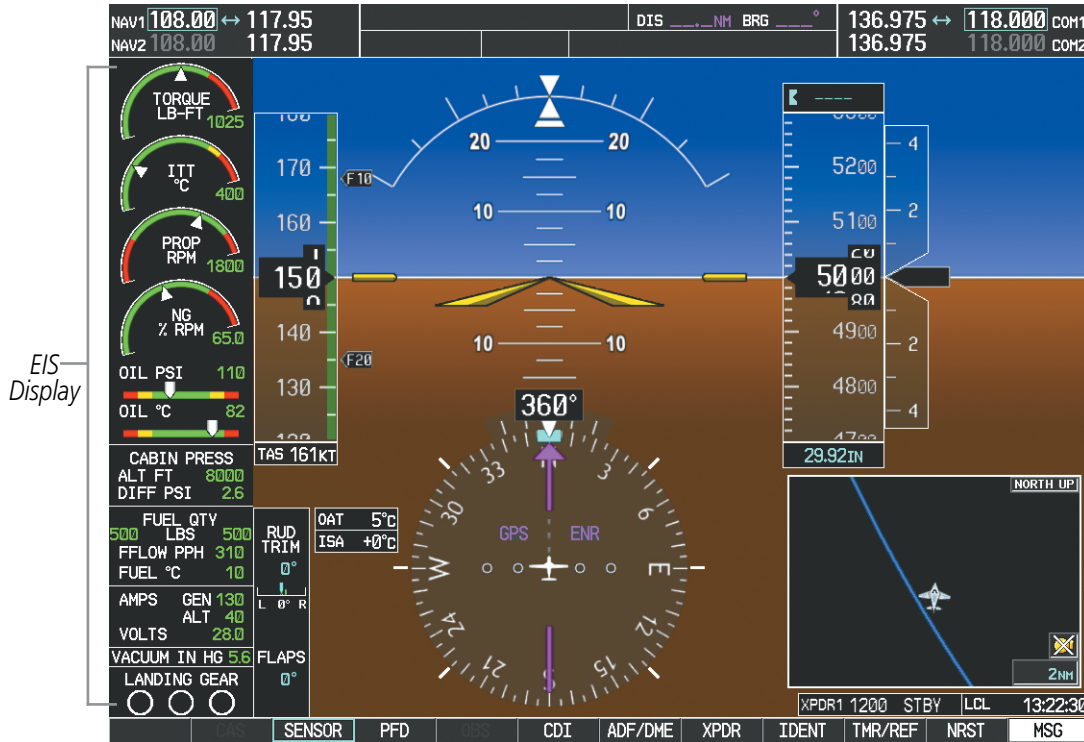 NAV1 108.00 ↔ 117.95
NAV2 108.00 117.95
DIS __._NM BRG ___°
136.975 ↔ 118.000 COM1
136.975 118.000 COM2
EIS
Display
TORQUE
LB-FT
1025
ITT
°C
400
PROP
RPM
1800
NG
% RPM
65.0
OIL PSI 110
OIL °C 82
CABIN PRESS
ALT FT 8000
DIFF PSI 2.6
FUEL QTY
500 LBS 500
FFLOW PPH 310
FUEL °C 10
AMPS GEN 130
ALT 40
VOLTS 28.0
VACUUM IN HG 5.6
LANDING GEAR
170
160
150
140
130
F10
F20
TAS 161KT
20 20
10 10
10 10
360°
----
5200
5100
5000
20
80
4900
4800
29.92IN
4
2
2
4
RUD
TRIM
0°
L 0° R
FLAPS
0°
OAT 5°C
ISA +0°C
33
3
30
6
GPS ENR
W
E
24
12
21
15
S
NORTH UP
2NM
XPDR1 1200 STBY LCL 13:22:30
CAS SENSOR PFD OBS CDI ADF/DME XPDR IDENT TMR/REF NRST MSG